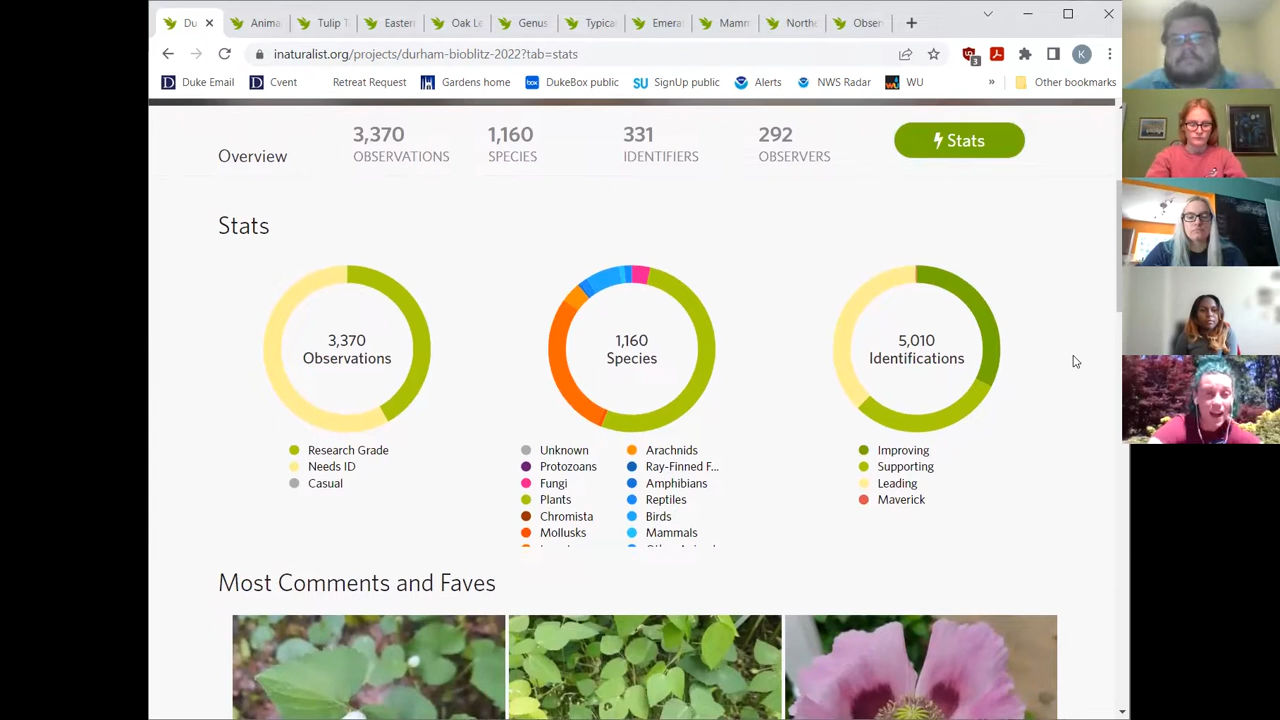 Du
Anima
Tulip T
Eastern
Oak Le
Genus
Typica
Emera
Mamm
Northe
Obser
inaturalist.org/projects/durham-bioblitz-2022?tab=stats
3
K
Duke Email
Cvent
Retreat Request
Gardens home
DukeBox public
SignUp public
Alerts
NWS Radar
WU
»
Other bookmarks
Overview
3,370
OBSERVATIONS
1,160
SPECIES
331
IDENTIFIERS
292
OBSERVERS
Stats
Stats
3,370
Observations
Research Grade
Needs ID
Casual
1,160
Species
Unknown
Protozoans
Fungi
Plants
Chromista
Mollusks
Arachnids
Ray-Finned F...
Amphibians
Reptiles
Birds
Mammals
5,010
Identifications
Improving
Supporting
Leading
Maverick
Most Comments and Faves